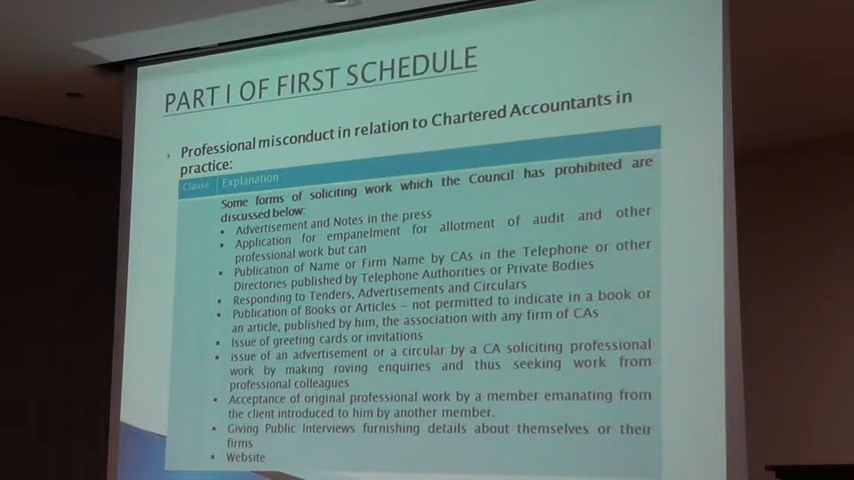 PART I OF FIRST SCHEDULE
Professional misconduct in relation to Chartered Accountants in
practice:
Clause Explanation
Some forms of soliciting work which the Council has prohibited are
discussed below:
▪ Advertisement and Notes in the press
▪ Application for empanelment for allotment of audit and other
professional work but can
▪ Publication of Name or Firm Name by CAs in the Telephone or other
Directories published by Telephone Authorities or Private Bodies
▪ Responding to Tenders, Advertisements and Circulars
▪ Publication of Books or Articles – not permitted to indicate in a book or
an article, published by him, the association with any firm of CAs
▪ Issue of greeting cards or invitations
▪ issue of an advertisement or a circular by a CA soliciting professional
work by making roving enquiries and thus seeking work from
professional colleagues
▪ Acceptance of original professional work by a member emanating from
the client introduced to him by another member.
▪ Giving Public Interviews furnishing details about themselves or their
firms
▪ Website